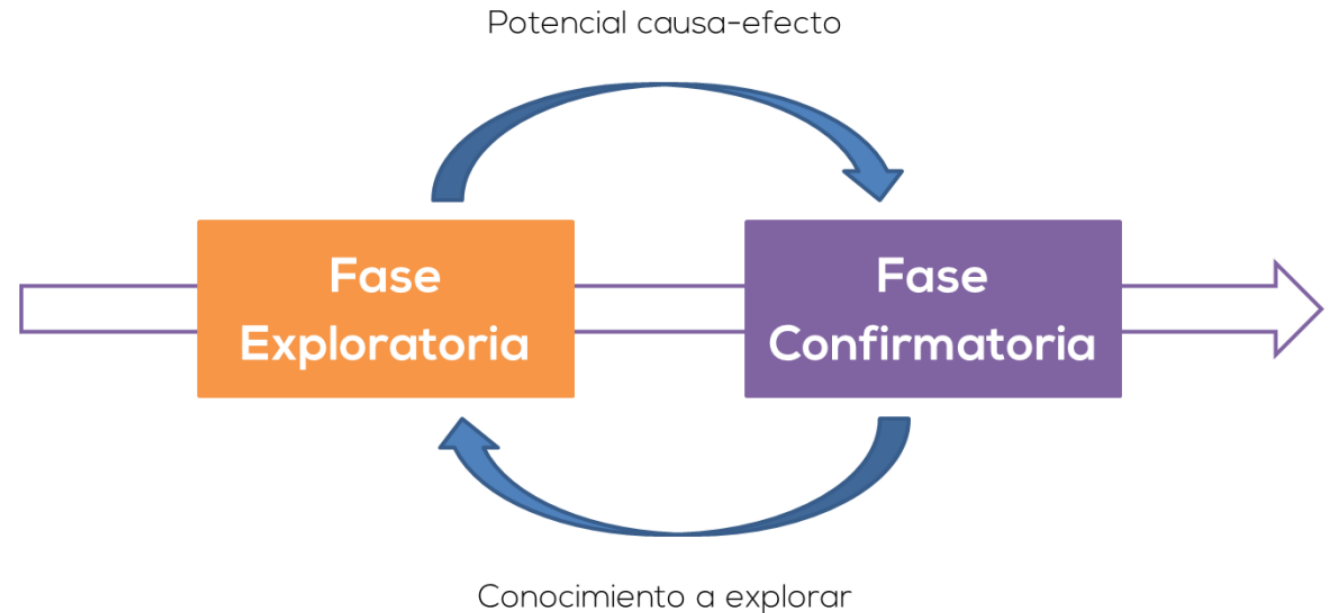 Potencial causa-efecto
Fase
Exploratoria
Fase
Confirmatoria
Conocimiento a explorar